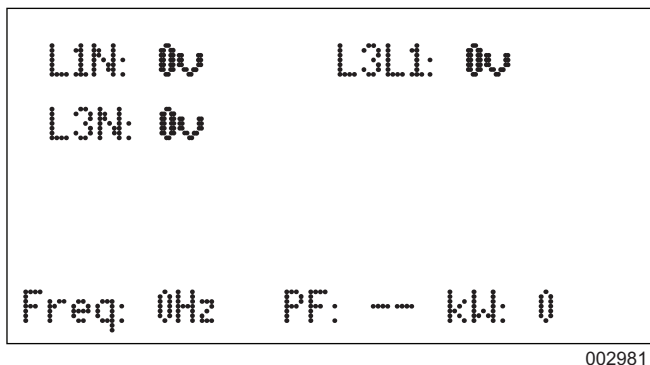 L1N: 0v L3L1: 0v
L3N: 0v
Freq: 0Hz PF: -- kW: 0
002981